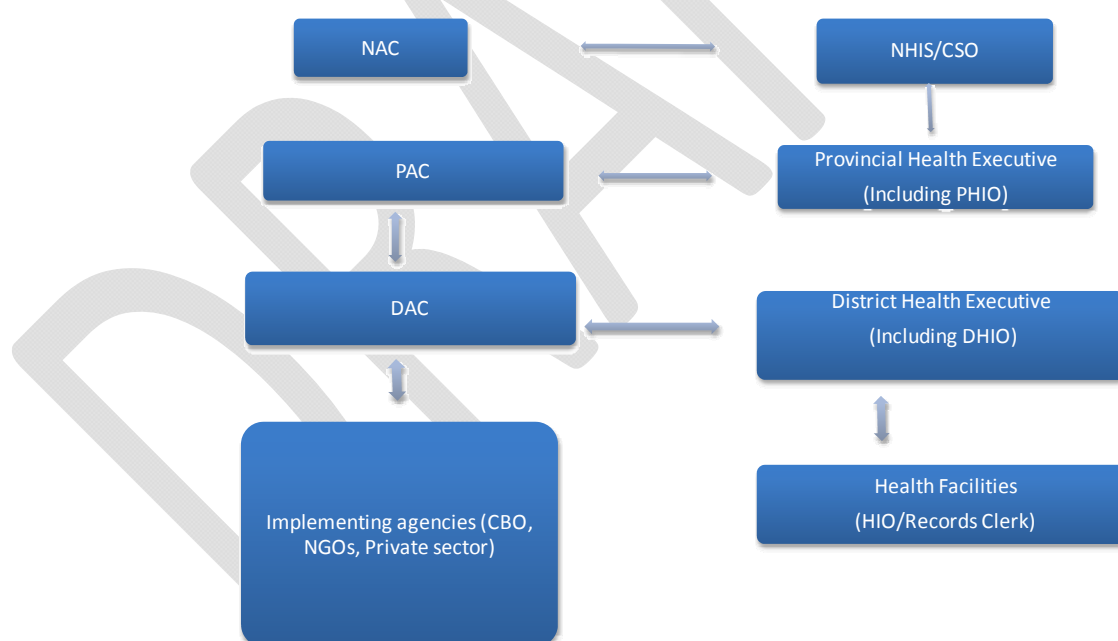 NAC
NHIS/CSO
PAC
Provincial Health Executive
(Including PHIO)
DAC
District Health Executive
(Including DHIO)
Implementing agencies (CBO,
NGOs, Private sector)
Health Facilities
(HIO/Records Clerk)